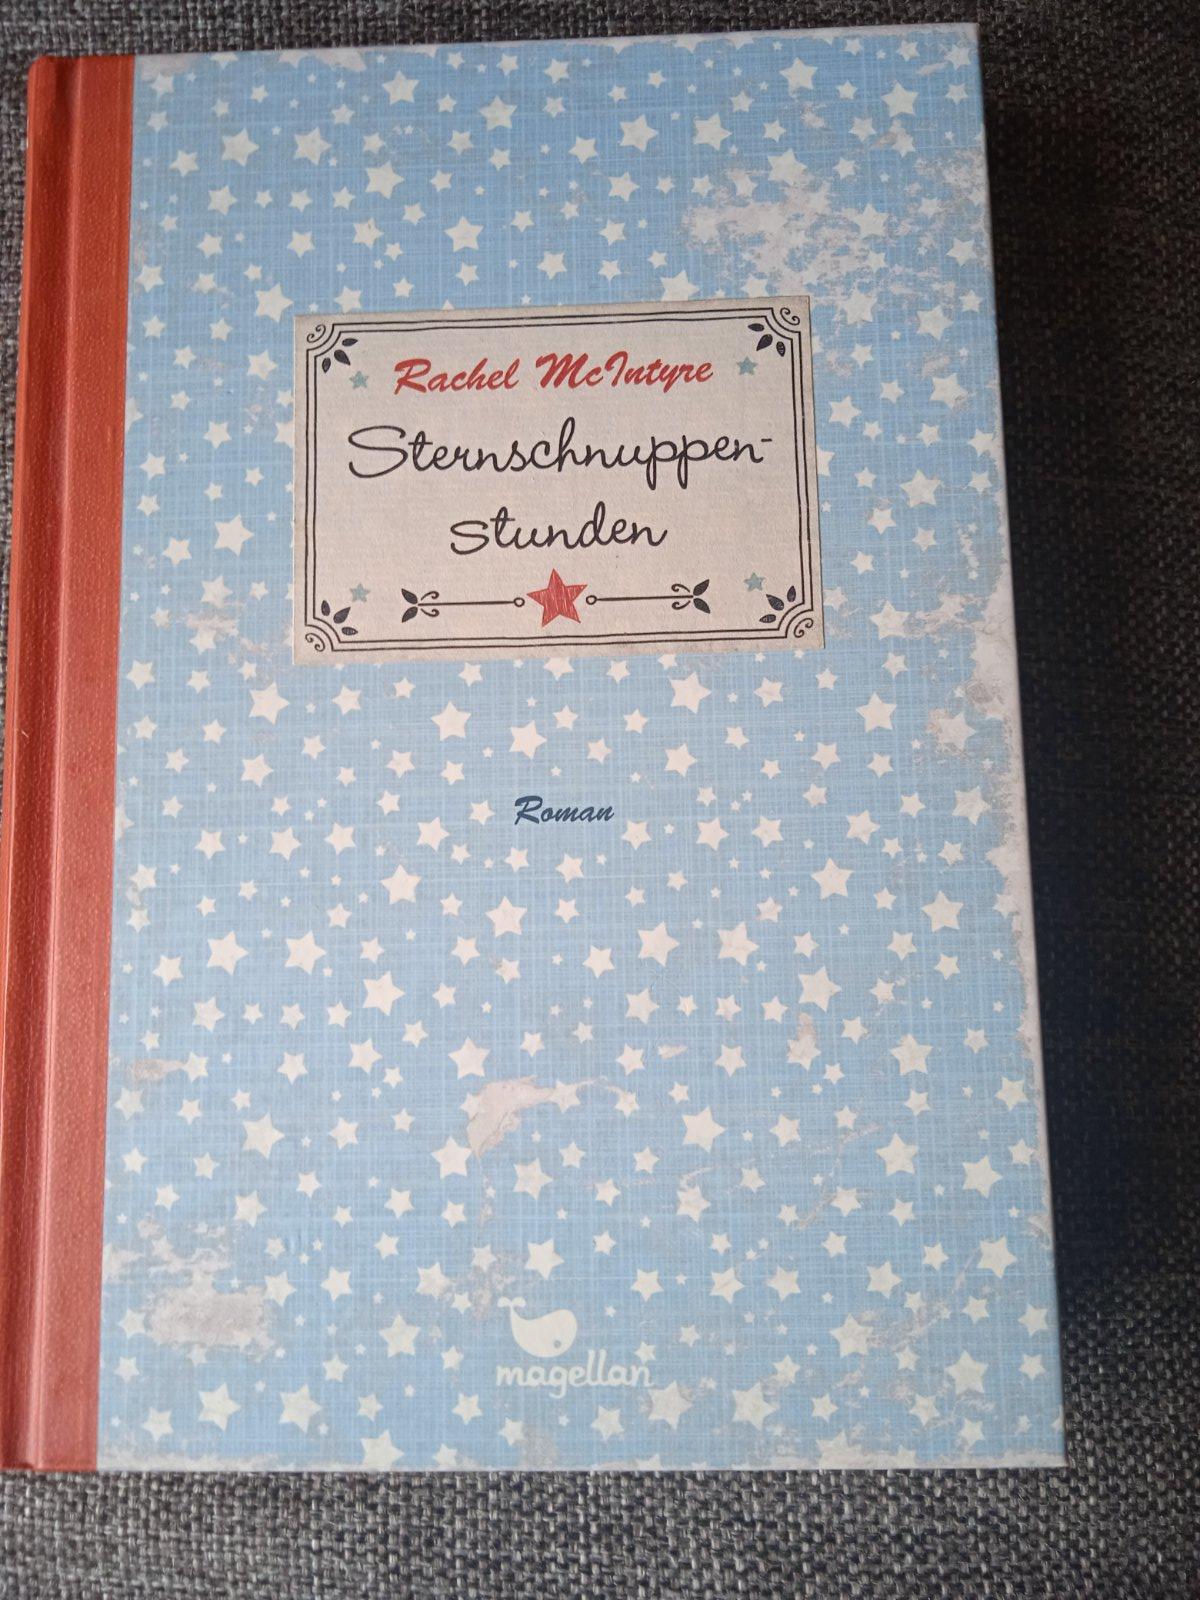 Rachel McIntyre
Sternschnuppen-
stunden
Roman
magellan